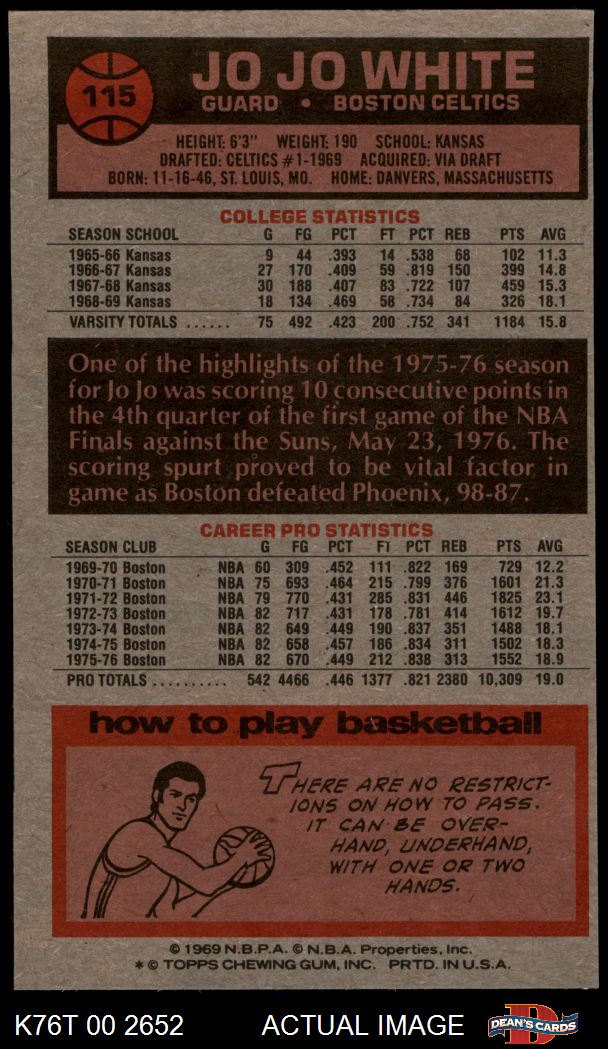 115
JO JO WHITE
GUARD • BOSTON CELTICS
HEIGHT: 6'3" WEIGHT: 190 SCHOOL: KANSAS
DRAFTED: CELTICS #1-1969 ACQUIRED: VIA DRAFT
BORN: 11-16-46, ST. LOUIS, MO. HOME: DANVERS, MASSACHUSETTS
COLLEGE STATISTICS
SEASON SCHOOL G FG PCT FT PCT REB PTS AVG
1965-66 Kansas 9 44 .393 14 .538 68 102 11.3
1966-67 Kansas 27 170 .409 59 .819 150 399 14.8
1967-68 Kansas 30 188 .407 83 .722 107 459 15.3
1968-69 Kansas 18 134 .469 58 .734 84 326 18.1
VARSITY TOTALS ...... 75 492 .423 200 .752 341 1184 15.8
One of the highlights of the 1975-76 season
for Jo Jo was scoring 10 consecutive points in
the 4th quarter of the first game of the NBA
Finals against the Suns, May 23, 1976. The
scoring spurt proved to be vital factor in
game as Boston defeated Phoenix, 98-87.
CAREER PRO STATISTICS
SEASON CLUB G FG PCT FT PCT REB PTS AVG
1969-70 Boston NBA 60 309 .452 111 .822 169 729 12.2
1970-71 Boston NBA 75 693 .464 215 .799 376 1601 21.3
1971-72 Boston NBA 79 770 .431 285 .831 446 1825 23.1
1972-73 Boston NBA 82 717 .431 178 .781 414 1612 19.7
1973-74 Boston NBA 82 649 .449 190 .837 351 1488 18.1
1974-75 Boston NBA 82 658 .457 186 .834 311 1502 18.3
1975-76 Boston NBA 82 670 .449 212 .838 313 1552 18.9
PRO TOTALS .......... 542 4466 .446 1377 .821 2380 10,309 19.0
how to play basketball
THERE ARE NO RESTRICT-
IONS ON HOW TO PASS.
IT CAN BE OVER-
HAND, UNDERHAND,
WITH ONE OR TWO
HANDS.
© 1969 N.B.P.A. © N.B.A. Properties, Inc.
* © TOPPS CHEWING GUM, INC. PRTD. IN U.S.A.
K76T 00 2652 ACTUAL IMAGE D DEAN'S CARDS